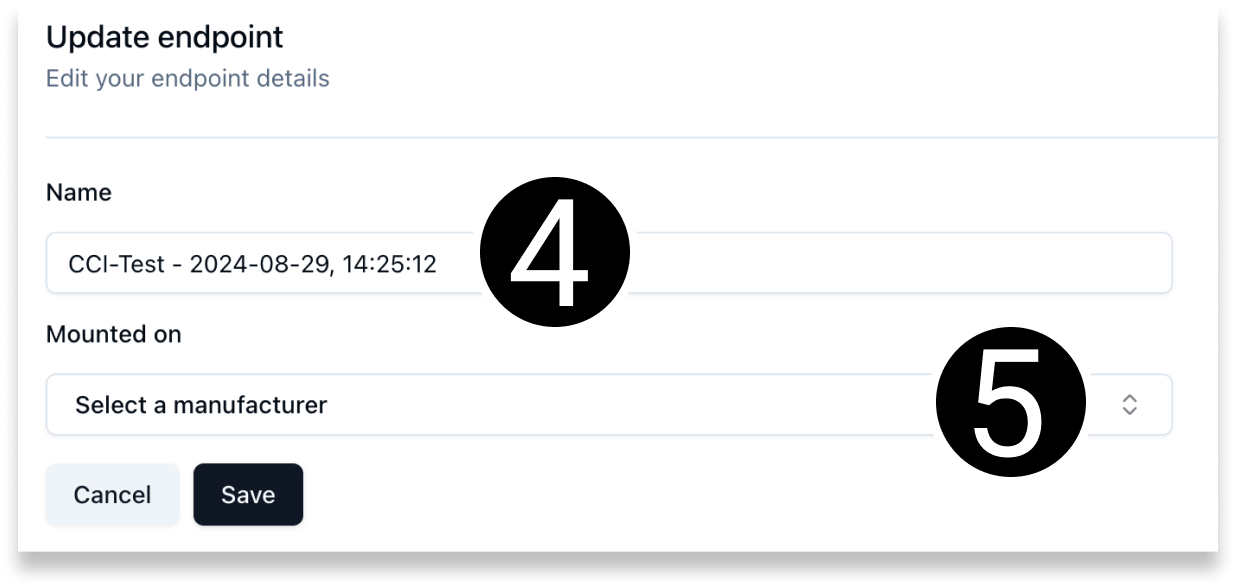 Update endpoint
Edit your endpoint details
Name
CCI-Test - 2024-08-29, 14:25:12
4
Mounted on
Select a manufacturer
5
Cancel
Save